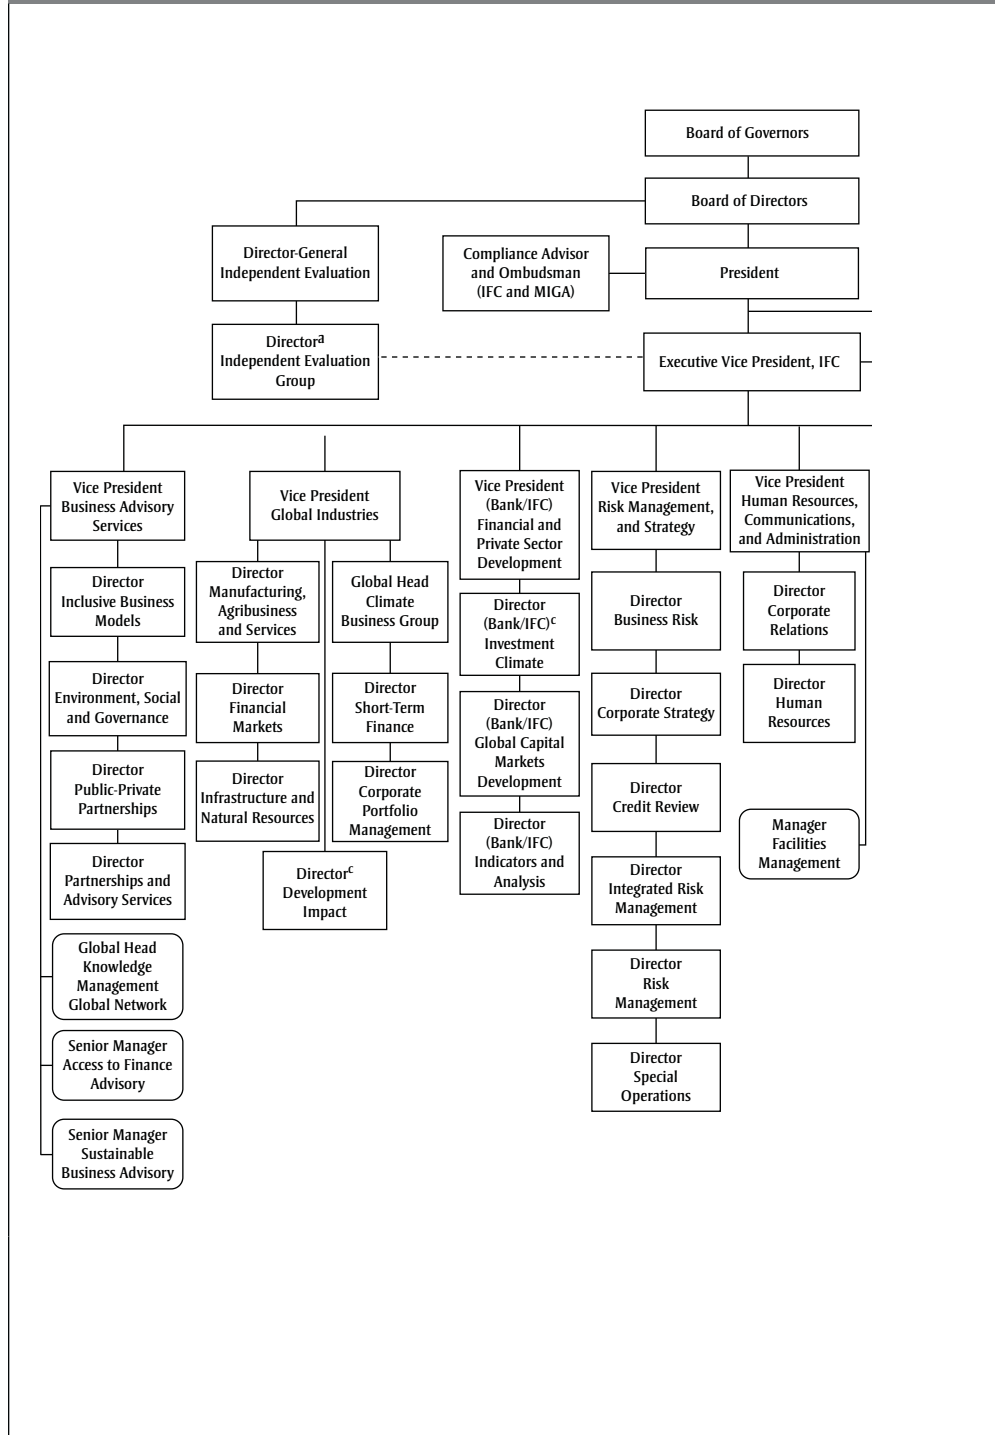 Board of Governors
Board of Directors
Director-General
Independent Evaluation
Compliance Advisor
and Ombudsman
(IFC and MIGA)
President
Directorᵃ
Independent Evaluation
Group
Executive Vice President, IFC
Vice President
Business Advisory
Services
Director
Inclusive Business
Models
Director
Environment, Social
and Governance
Director
Public-Private
Partnerships
Director
Partnerships and
Advisory Services
Global Head
Knowledge
Management
Global Network
Senior Manager
Access to Finance
Advisory
Senior Manager
Sustainable
Business Advisory
Vice President
Global Industries
Director
Manufacturing,
Agribusiness
and Services
Director
Financial
Markets
Director
Infrastructure and
Natural Resources
Global Head
Climate
Business Group
Director
Short-Term
Finance
Director
Corporate
Portfolio
Management
Directorᶜ
Development
Impact
Vice President
(Bank/IFC)
Financial and
Private Sector
Development
Director
(Bank/IFC)ᶜ
Investment
Climate
Director
(Bank/IFC)
Global Capital
Markets
Development
Director
(Bank/IFC)
Indicators and
Analysis
Vice President
Risk Management,
and Strategy
Director
Business Risk
Director
Corporate Strategy
Director
Credit Review
Director
Integrated Risk
Management
Director
Risk
Management
Director
Special
Operations
Vice President
Human Resources,
Communications,
and Administration
Director
Corporate
Relations
Director
Human
Resources
Manager
Facilities
Management